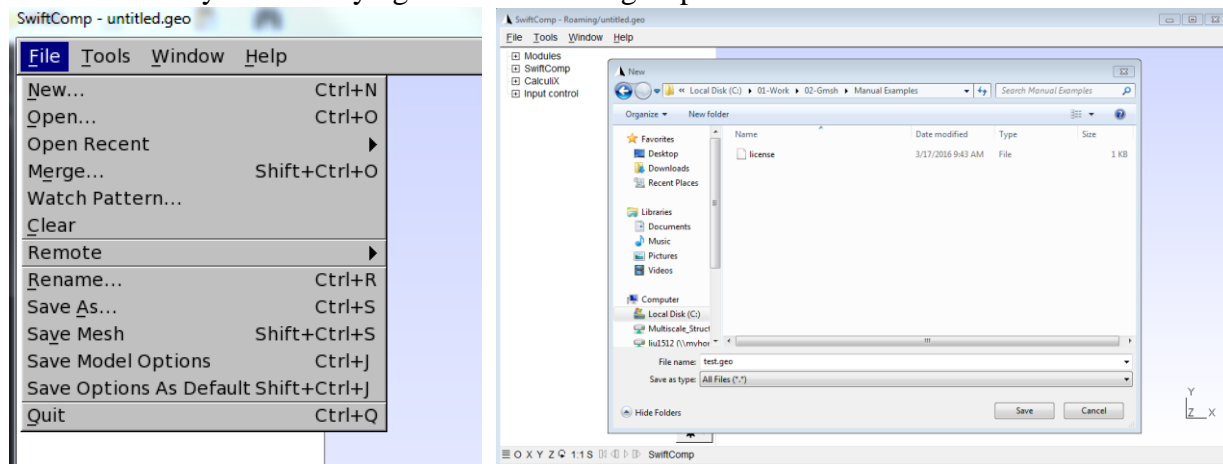 SwiftComp - untitled.geo
File Tools Window Help
New... Ctrl+N
Open... Ctrl+O
Open Recent
Merge... Shift+Ctrl+O
Watch Pattern...
Clear
Remote
Rename... Ctrl+R
Save As... Ctrl+S
Save Mesh Shift+Ctrl+S
Save Model Options Ctrl+J
Save Options As Default Shift+Ctrl+J
Quit Ctrl+Q
SwiftComp - Roaming/untitled.geo
File Tools Window Help
Modules
SwiftComp
CalculiX
Input control
New
« Local Disk (C:) 01-Work 02-Gmsh Manual Examples Search Manual Examples
Organize New folder
Name Date modified Type Size
license 3/17/2016 9:43 AM File 1 KB
Favorites
Desktop
Downloads
Recent Places
Libraries
Documents
Music
Pictures
Videos
Computer
Local Disk (C:)
Multiscale_Struct
liu1512 (\\myhor
File name: test.geo
Save as type: All Files (*.*)
Hide Folders Save Cancel
Y
Z X
O X Y Z 1:1 S SwiftComp